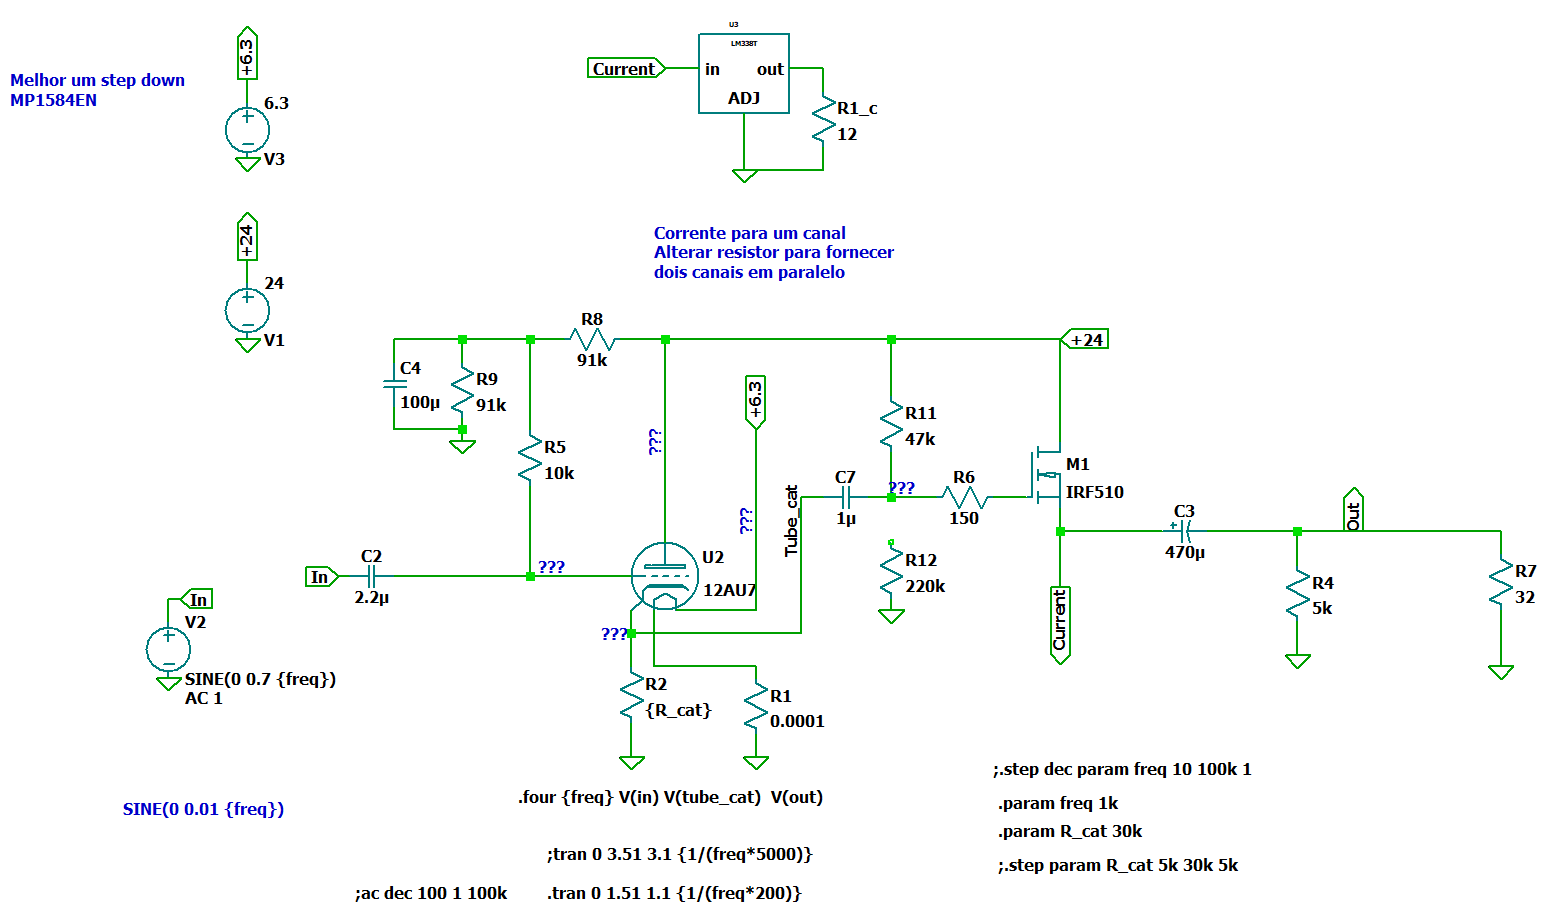 U3
LM338T
in
out
ADJ
Current
R1_c
12
+6.3
6.3
V3
Melhor um step down
MP1584EN
+24
24
V1
Corrente para um canal
Alterar resistor para fornecer
dois canais em paralelo
R8
91k
+24
C4
100µ
R9
91k
+6.3
R11
47k
R5
10k
???
???
M1
IRF510
Tube_cat
C7
1µ
???
R6
150
C3
470µ
Out
C2
2.2µ
In
???
U2
12AU7
R12
220k
R4
5k
R7
32
Current
In
V2
SINE(0 0.7 {freq})
AC 1
???
R2
{R_cat}
R1
0.0001
;.step dec param freq 10 100k 1
.param freq 1k
.param R_cat 30k
;.step param R_cat 5k 30k 5k
SINE(0 0.01 {freq})
.four {freq} V(in) V(tube_cat)  V(out)
;tran 0 3.51 3.1 {1/(freq*5000)}
;ac dec 100 1 100k
.tran 0 1.51 1.1 {1/(freq*200)}